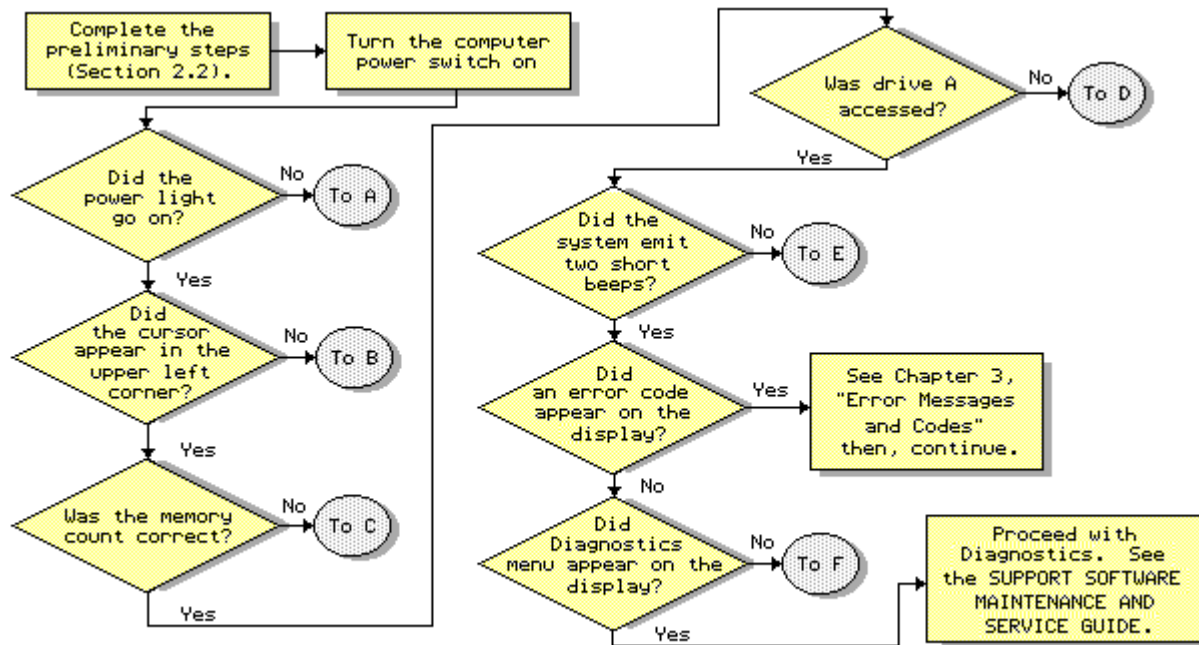 Complete the
preliminary steps
(Section 2.2).
Turn the computer
power switch on
Did the
power light
go on?
No
To A
Yes
Did
the cursor
appear in the
upper left
corner?
No
To B
Yes
Was the memory
count correct?
No
To C
Yes
Was drive A
accessed?
No
To D
Yes
Did the
system emit
two short
beeps?
No
To E
Yes
Did
an error code
appear on the
display?
Yes
See Chapter 3,
"Error Messages
and Codes"
then, continue.
No
Did
Diagnostics
menu appear on the
display?
No
To F
Yes
Proceed with
Diagnostics. See
the SUPPORT SOFTWARE
MAINTENANCE AND
SERVICE GUIDE.